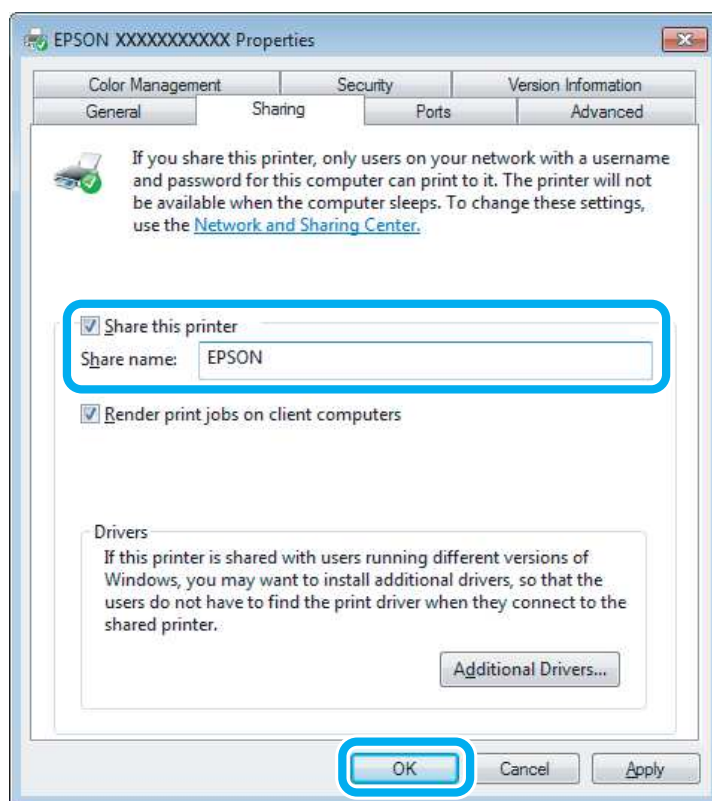 EPSON XXXXXXXXXXX Properties
Color Management Security Version Information
General Sharing Ports Advanced
If you share this printer, only users on your network with a username
and password for this computer can print to it. The printer will not
be available when the computer sleeps. To change these settings,
use the Network and Sharing Center.
Share this printer
Share name: EPSON
Render print jobs on client computers
Drivers
If this printer is shared with users running different versions of
Windows, you may want to install additional drivers, so that the
users do not have to find the print driver when they connect to the
shared printer.
Additional Drivers...
OK Cancel Apply